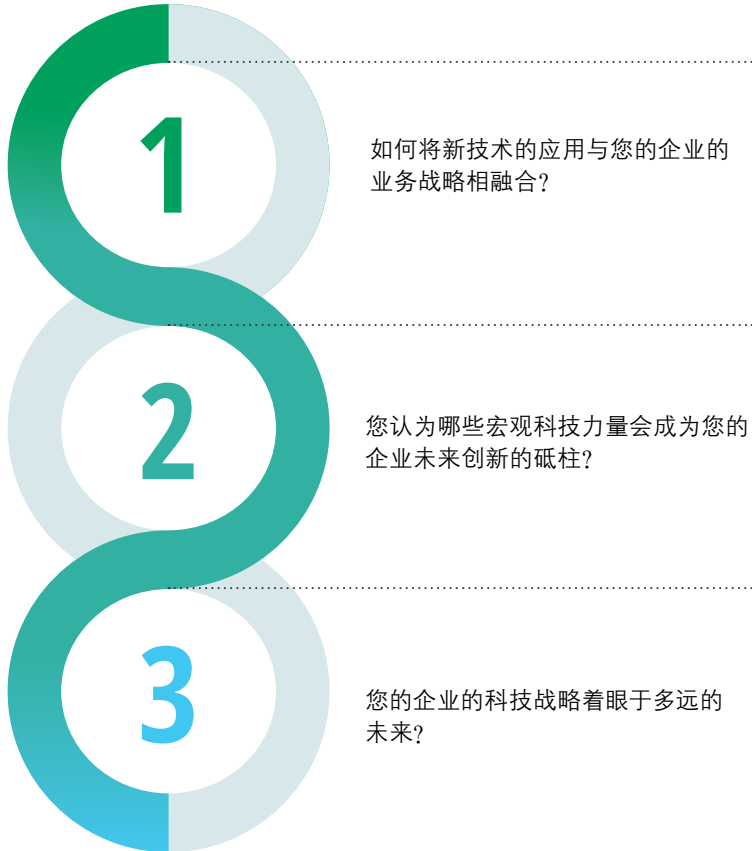 1
如何将新技术的应用与您的企业的
业务战略相融合?
2
您认为哪些宏观科技力量会成为您的
企业未来创新的砥柱?
3
您的企业的科技战略着眼于多远的
未来?